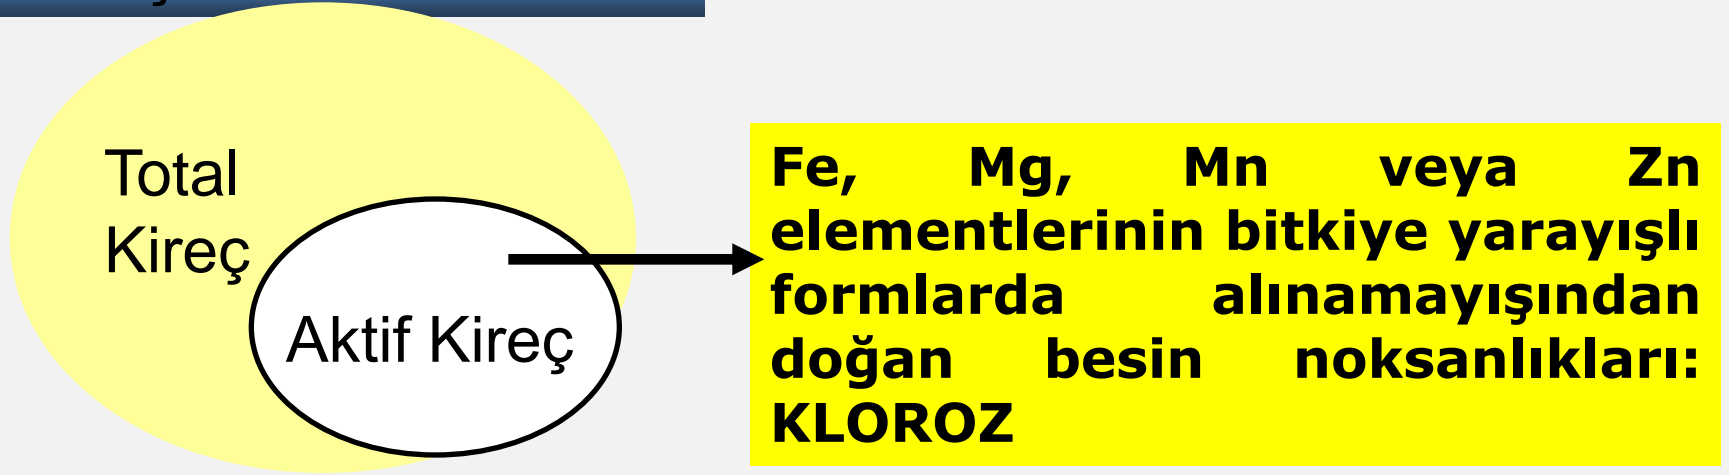 Total
Kireç
Aktif Kireç
Fe, Mg, Mn veya Zn
elementlerinin bitkiye yarayışlı
formlarda alınamayışından
doğan besin noksanlıkları:
KLOROZ